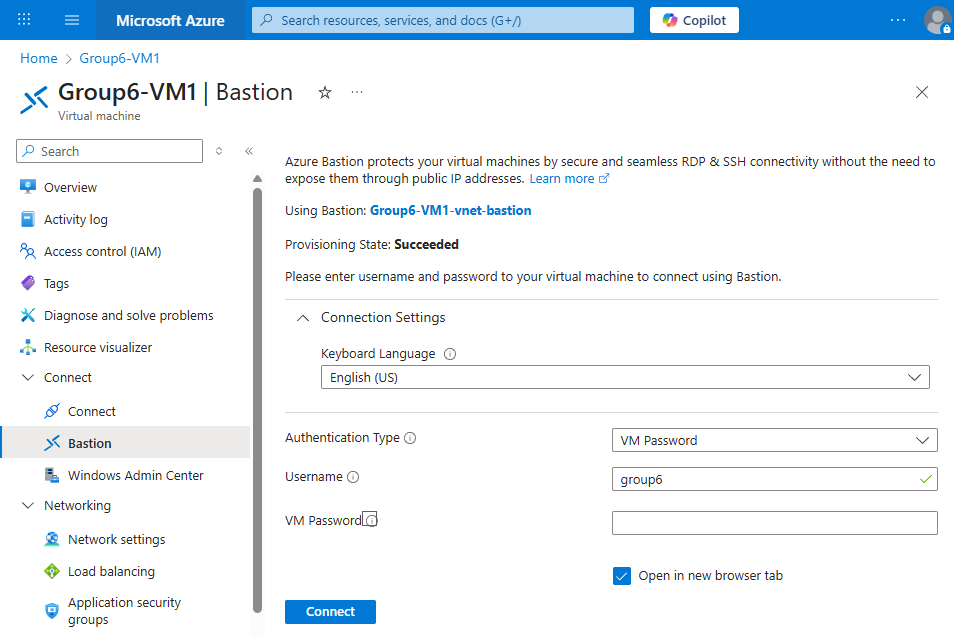 Microsoft Azure
Search resources, services, and docs (G+/)
Copilot
Home > Group6-VM1
Group6-VM1 | Bastion
Virtual machine
Search
Overview
Activity log
Access control (IAM)
Tags
Diagnose and solve problems
Resource visualizer
Connect
Connect
Bastion
Windows Admin Center
Networking
Network settings
Load balancing
Application security
groups
Azure Bastion protects your virtual machines by secure and seamless RDP & SSH connectivity without the need to
expose them through public IP addresses. Learn more
Using Bastion: Group6-VM1-vnet-bastion
Provisioning State: Succeeded
Please enter username and password to your virtual machine to connect using Bastion.
Connection Settings
Keyboard Language
English (US)
Authentication Type
VM Password
Username
group6
VM Password
Open in new browser tab
Connect